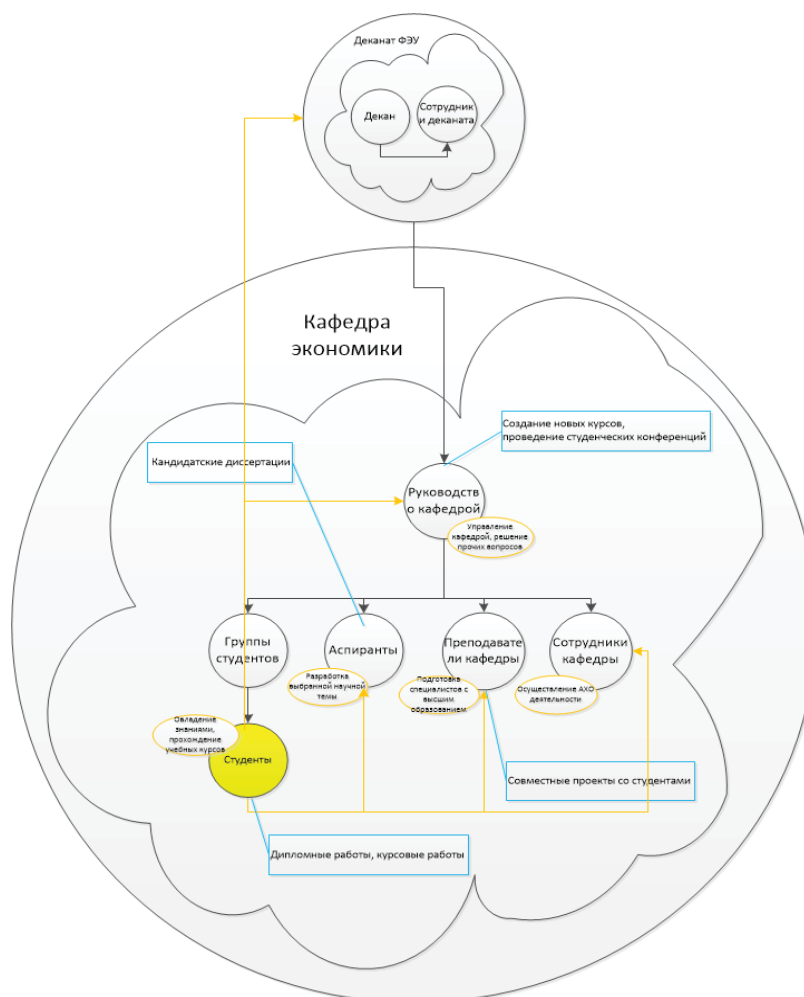 Деканат ФЭУ
Декан
Сотрудник
и деканата
Кафедра
экономики
Создание новых курсов,
проведение студенческих конференций
Кандидатские диссертации
Руководств
о кафедрой
Управление
кафедрой, решение
прочих вопросов
Группы
студентов
Аспиранты
Преподавате
ли кафедры
Сотрудники
кафедры
Разработка
выбранной научной
темы
Подготовка
специалистов с
высшим
образованием
Осуществление АХО
деятельности
Овладение
знаниями,
прохождение
учебных курсов
Студенты
Совместные проекты со студентами
Дипломные работы, курсовые работы